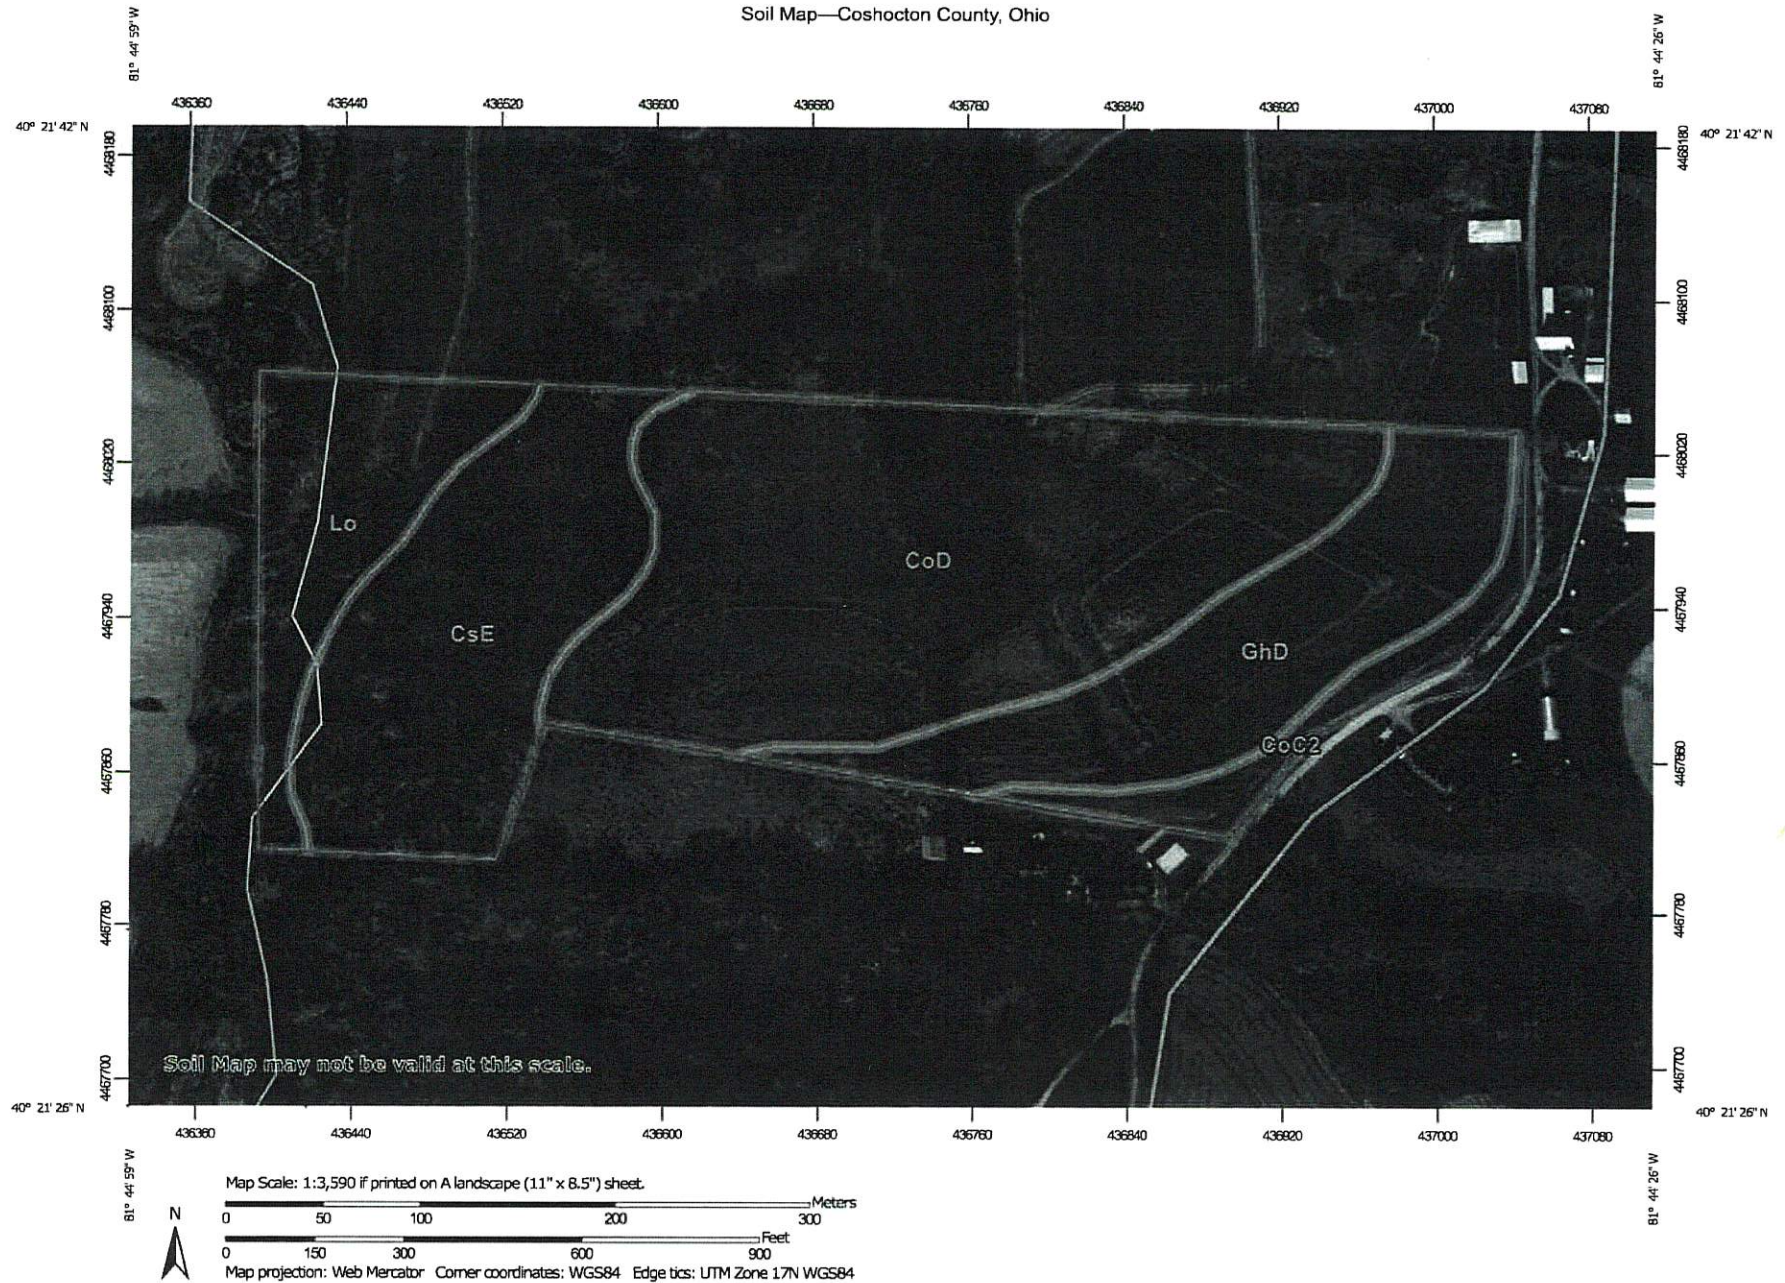 Soil Map—Coshocton County, Ohio
81° 44' 59" W
81° 44' 26" W
436360 436440 436520 436600 436680 436760 436840 436920 437000 437080
40° 21' 42" N
40° 21' 42" N
4468180
4468180
4468100
4468100
4468020
4468020
Lo
CoD
4467940
4467940
CsE
GhD
CoC2
4467860
4467860
4467780
4467780
Soil Map may not be valid at this scale.
4467700
4467700
40° 21' 26" N
40° 21' 26" N
436360 436440 436520 436600 436680 436760 436840 436920 437000 437080
81° 44' 59" W
81° 44' 26" W
Map Scale: 1:3,590 if printed on A landscape (11" x 8.5") sheet.
Meters
0 50 100 200 300
N
Feet
0 150 300 600 900
Map projection: Web Mercator Corner coordinates: WGS84 Edge tics: UTM Zone 17N WGS84